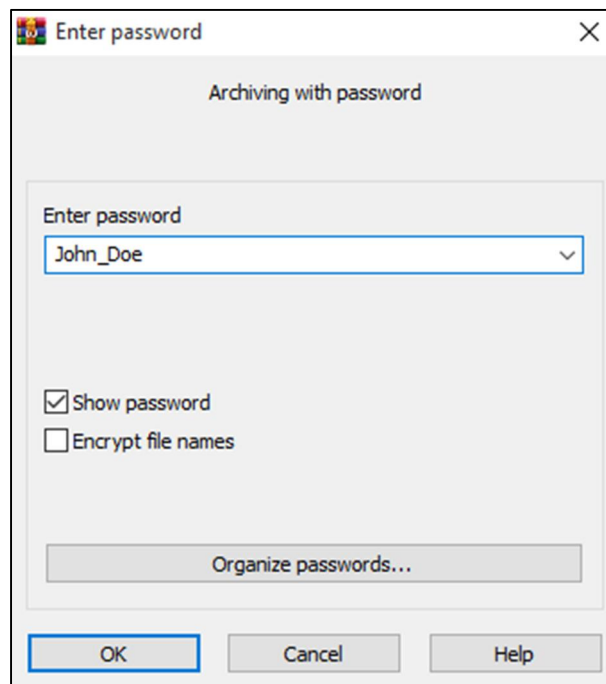 Enter password
Archiving with password
Enter password
John_Doe
Show password
Encrypt file names
Organize passwords...
OK Cancel Help